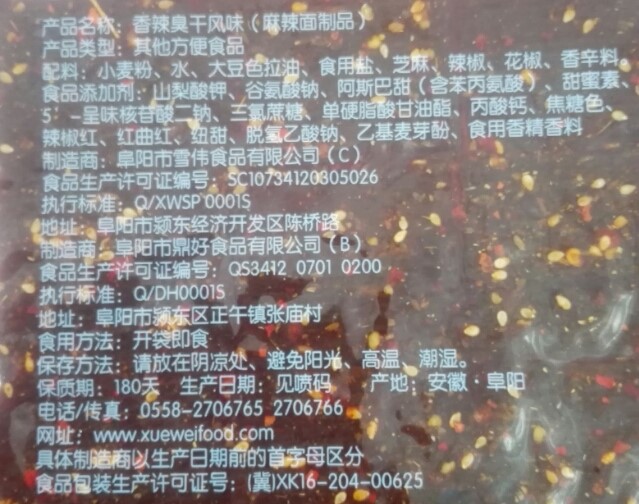 产品名称：香辣臭干风味（麻辣面制品）
产品类型：其他方便食品
配料：小麦粉、水、大豆色拉油、食用盐、芝麻、辣椒、花椒、香辛料。
食品添加剂：山梨酸钾、谷氨酸钠、阿斯巴甜（含苯丙氨酸）、甜蜜素、
5’-呈味核苷酸二钠、三氯蔗糖、单硬脂酸甘油酯、丙酸钙、焦糖色、
辣椒红、红曲红、纽甜、脱氢乙酸钠、乙基麦芽酚、食用香精香料
制造商：阜阳市雪伟食品有限公司（C）
食品生产许可证编号：SC10734120305026
执行标准：Q/XWSP 0001S
地址：阜阳市颍东经济开发区陈桥路
制造商：阜阳市鼎好食品有限公司（B）
食品生产许可证编号：QS3412 0701 0200
执行标准：Q/DH0001S
地址：阜阳市颍东区正午镇张庙村
食用方法：开袋即食
保存方法：请放在阴凉处、避免阳光、高温、潮湿。
保质期：180天 生产日期：见喷码 产地：安徽·阜阳
电话/传真：0558-2706765 2706766
网址：www.xueweifood.com
具体制造商以生产日期前的首字母区分
食品包装生产许可证号：(冀)XK16-204-00625